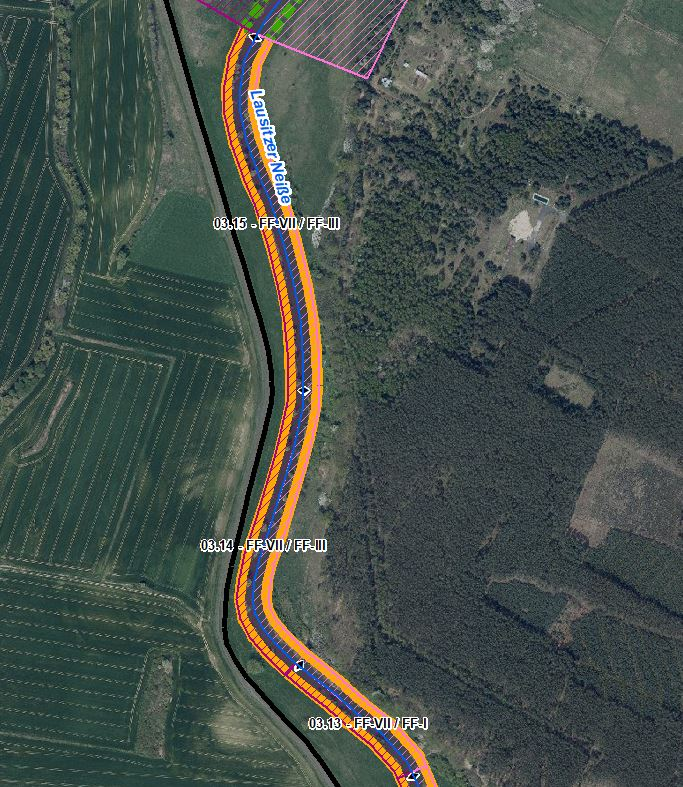 Lausitzer Neiße
03.15 - FF-VII / FF-III
03.14 - FF-VII / FF-III
03.13 - FF-VII / FF-I